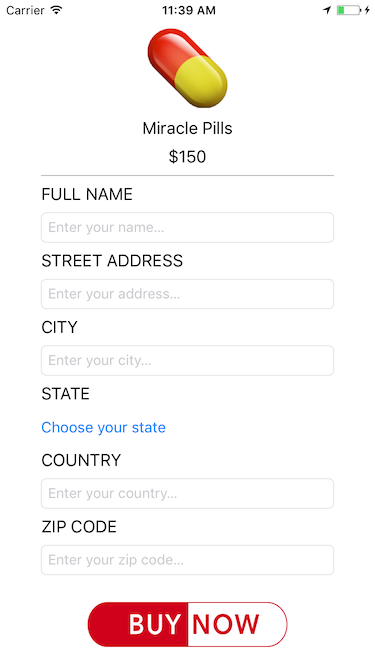 Carrier 11:39 AM
Miracle Pills
$150
FULL NAME
Enter your name...
STREET ADDRESS
Enter your address...
CITY
Enter your city...
STATE
Choose your state
COUNTRY
Enter your country...
ZIP CODE
Enter your zip code...
BUY NOW